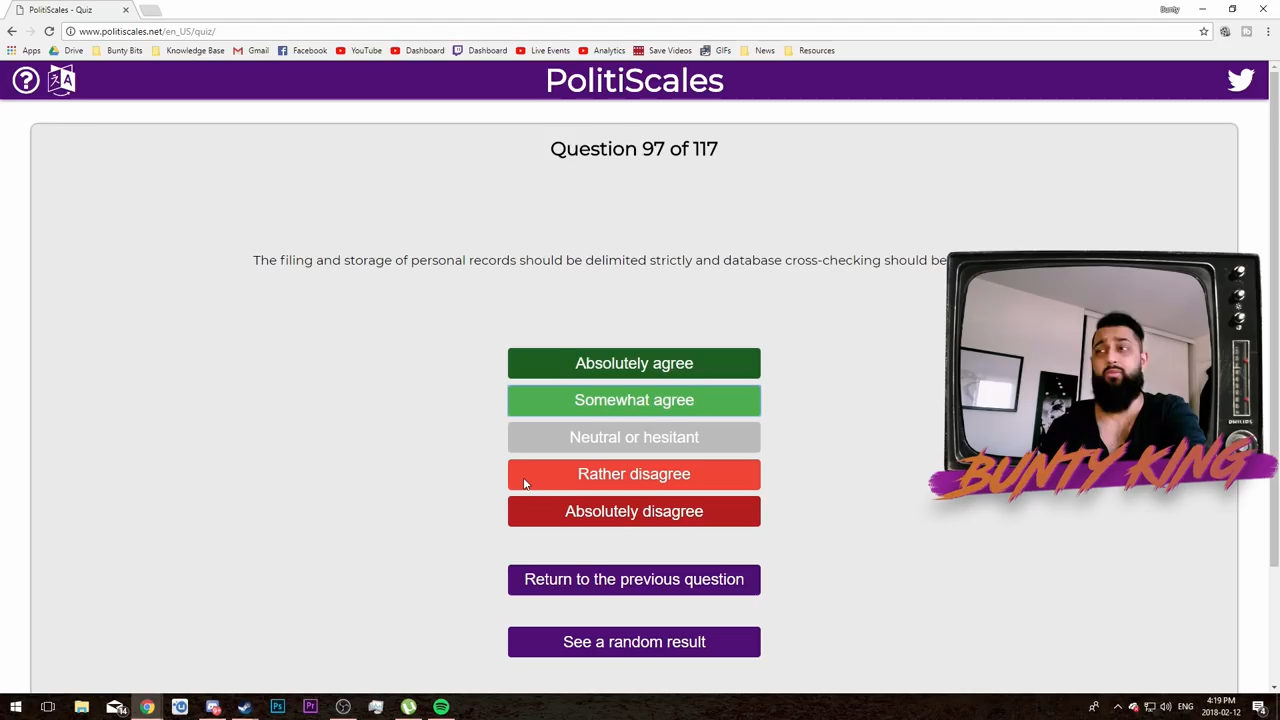 PolitiScales - Quiz
Bunty
www.politiscales.net/en_US/quiz/
Apps Drive Bunty Bits Knowledge Base Gmail Facebook YouTube Dashboard Dashboard Live Events Analytics Save Videos GIFs News Resources
PolitiScales
Question 97 of 117
The filing and storage of personal records should be delimited strictly and database cross-checking should be
Absolutely agree
Somewhat agree
Neutral or hesitant
Rather disagree
Absolutely disagree
Return to the previous question
See a random result
PHILIPS
BUNTY KING
ENG
4:19 PM
2018-02-12